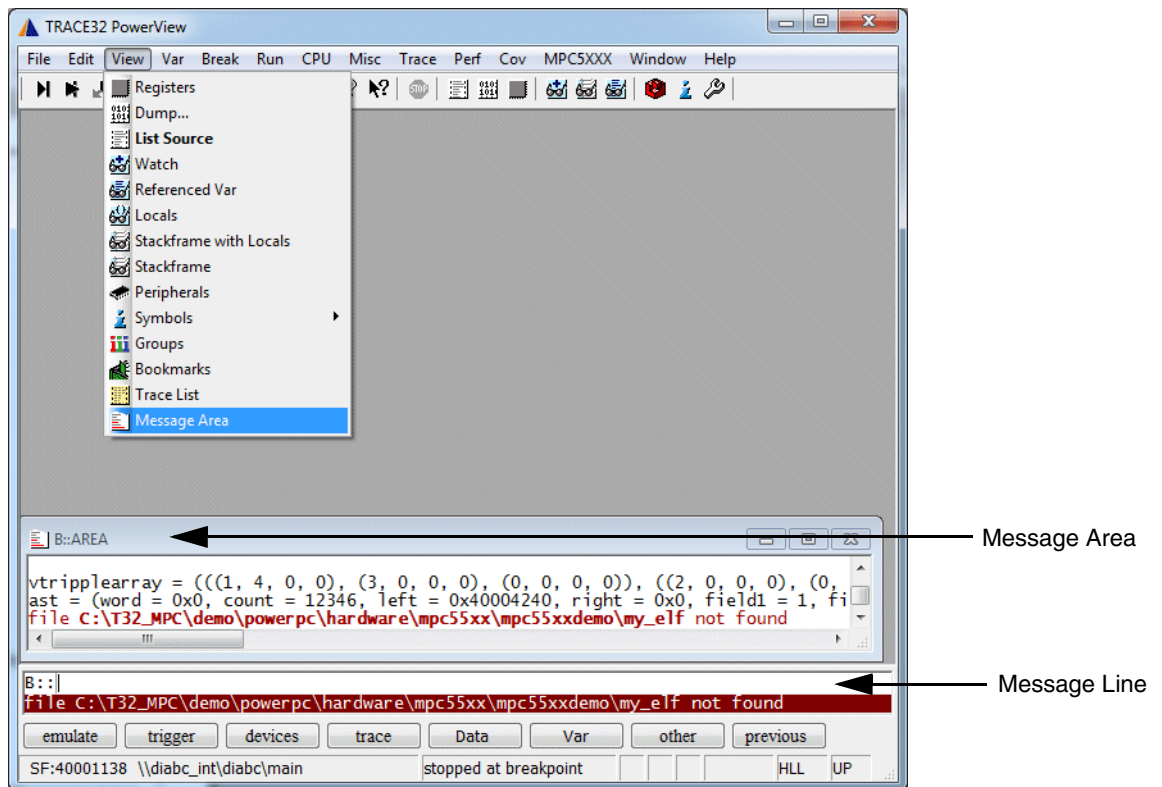 TRACE32 PowerView
File Edit View Var Break Run CPU Misc Trace Perf Cov MPC5XXX Window Help
Registers
Dump...
List Source
Watch
Referenced Var
Locals
Stackframe with Locals
Stackframe
Peripherals
Symbols
Groups
Bookmarks
Trace List
Message Area
B::AREA
Message Area
vtripplearray = (((1, 4, 0, 0), (3, 0, 0, 0), (0, 0, 0, 0)), ((2, 0, 0, 0), (0,
ast = (word = 0x0, count = 12346, left = 0x40004240, right = 0x0, field1 = 1, fi
file C:\T32_MPC\demo\powerpc\hardware\mpc55xx\mpc55xxdemo\my_elf not found
B::
Message Line
file C:\T32_MPC\demo\powerpc\hardware\mpc55xx\mpc55xxdemo\my_elf not found
emulate trigger devices trace Data Var other previous
SF:40001138 \\diabc_int\diabc\main stopped at breakpoint HLL UP